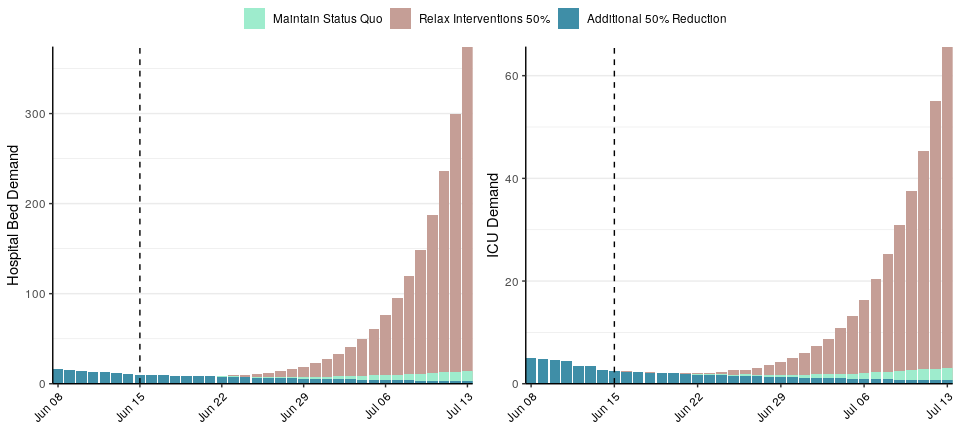 Maintain Status Quo Relax Interventions 50% Additional 50% Reduction
Hospital Bed Demand
300
200
100
0
Jun 08 Jun 15 Jun 22 Jun 29 Jul 06 Jul 13
ICU Demand
60
40
20
0
Jun 08 Jun 15 Jun 22 Jun 29 Jul 06 Jul 13